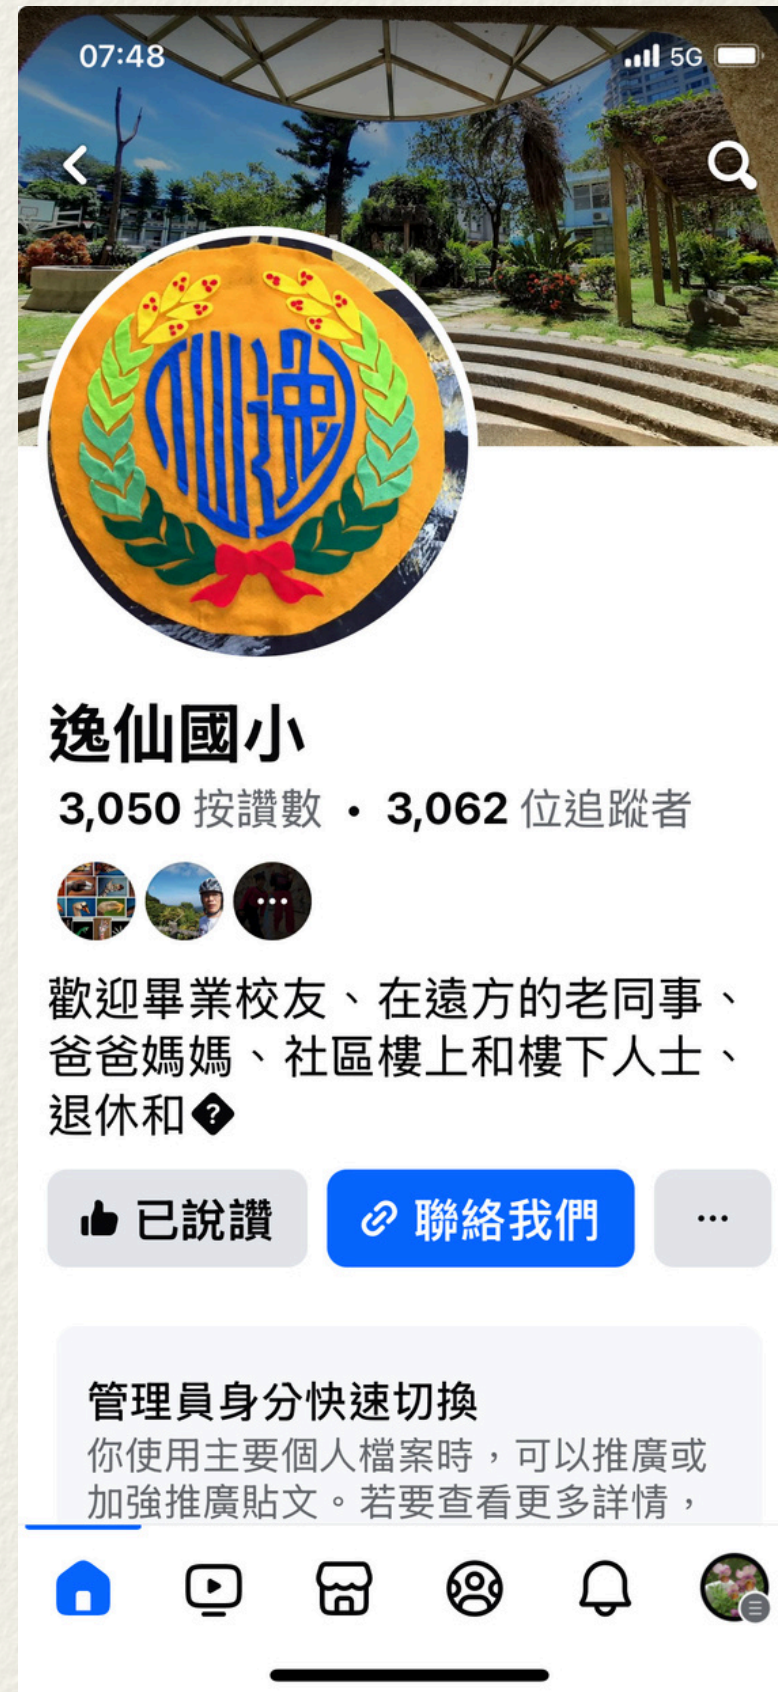 07:48 5G
逸仙
逸仙國小
3,050 按讚數 • 3,062 位追蹤者
歡迎畢業校友、在遠方的老同事、
爸爸媽媽、社區樓上和樓下人士、
退休和�
已說讚 聯絡我們 ...
管理員身分快速切換
你使用主要個人檔案時，可以推廣或
加強推廣貼文。若要查看更多詳情，